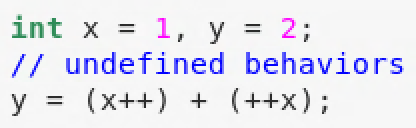 int x = 1, y = 2;
// undefined behaviors
y = (x++) + (++x);